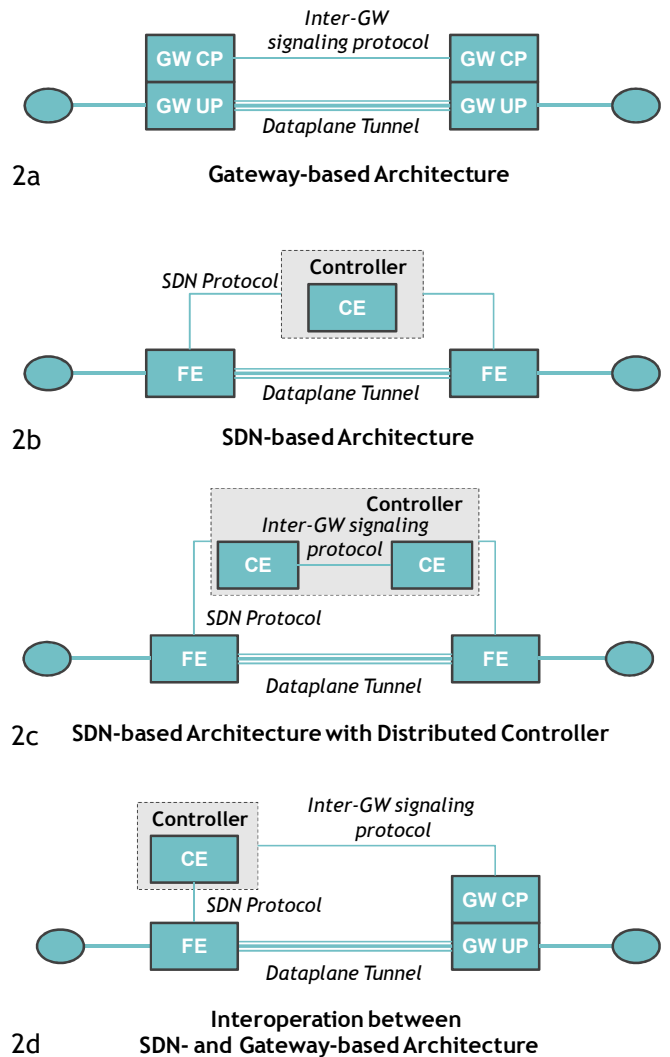 Inter-GW
signaling protocol
GW CP
GW CP
GW UP
GW UP
Dataplane Tunnel
2a
Gateway-based Architecture
Controller
SDN Protocol
CE
FE
FE
Dataplane Tunnel
2b
SDN-based Architecture
Controller
Inter-GW signaling
protocol
CE
CE
SDN Protocol
FE
FE
Dataplane Tunnel
2c
SDN-based Architecture with Distributed Controller
Inter-GW signaling
protocol
Controller
CE
GW CP
SDN Protocol
FE
GW UP
Dataplane Tunnel
Interoperation between
2d
SDN- and Gateway-based Architecture